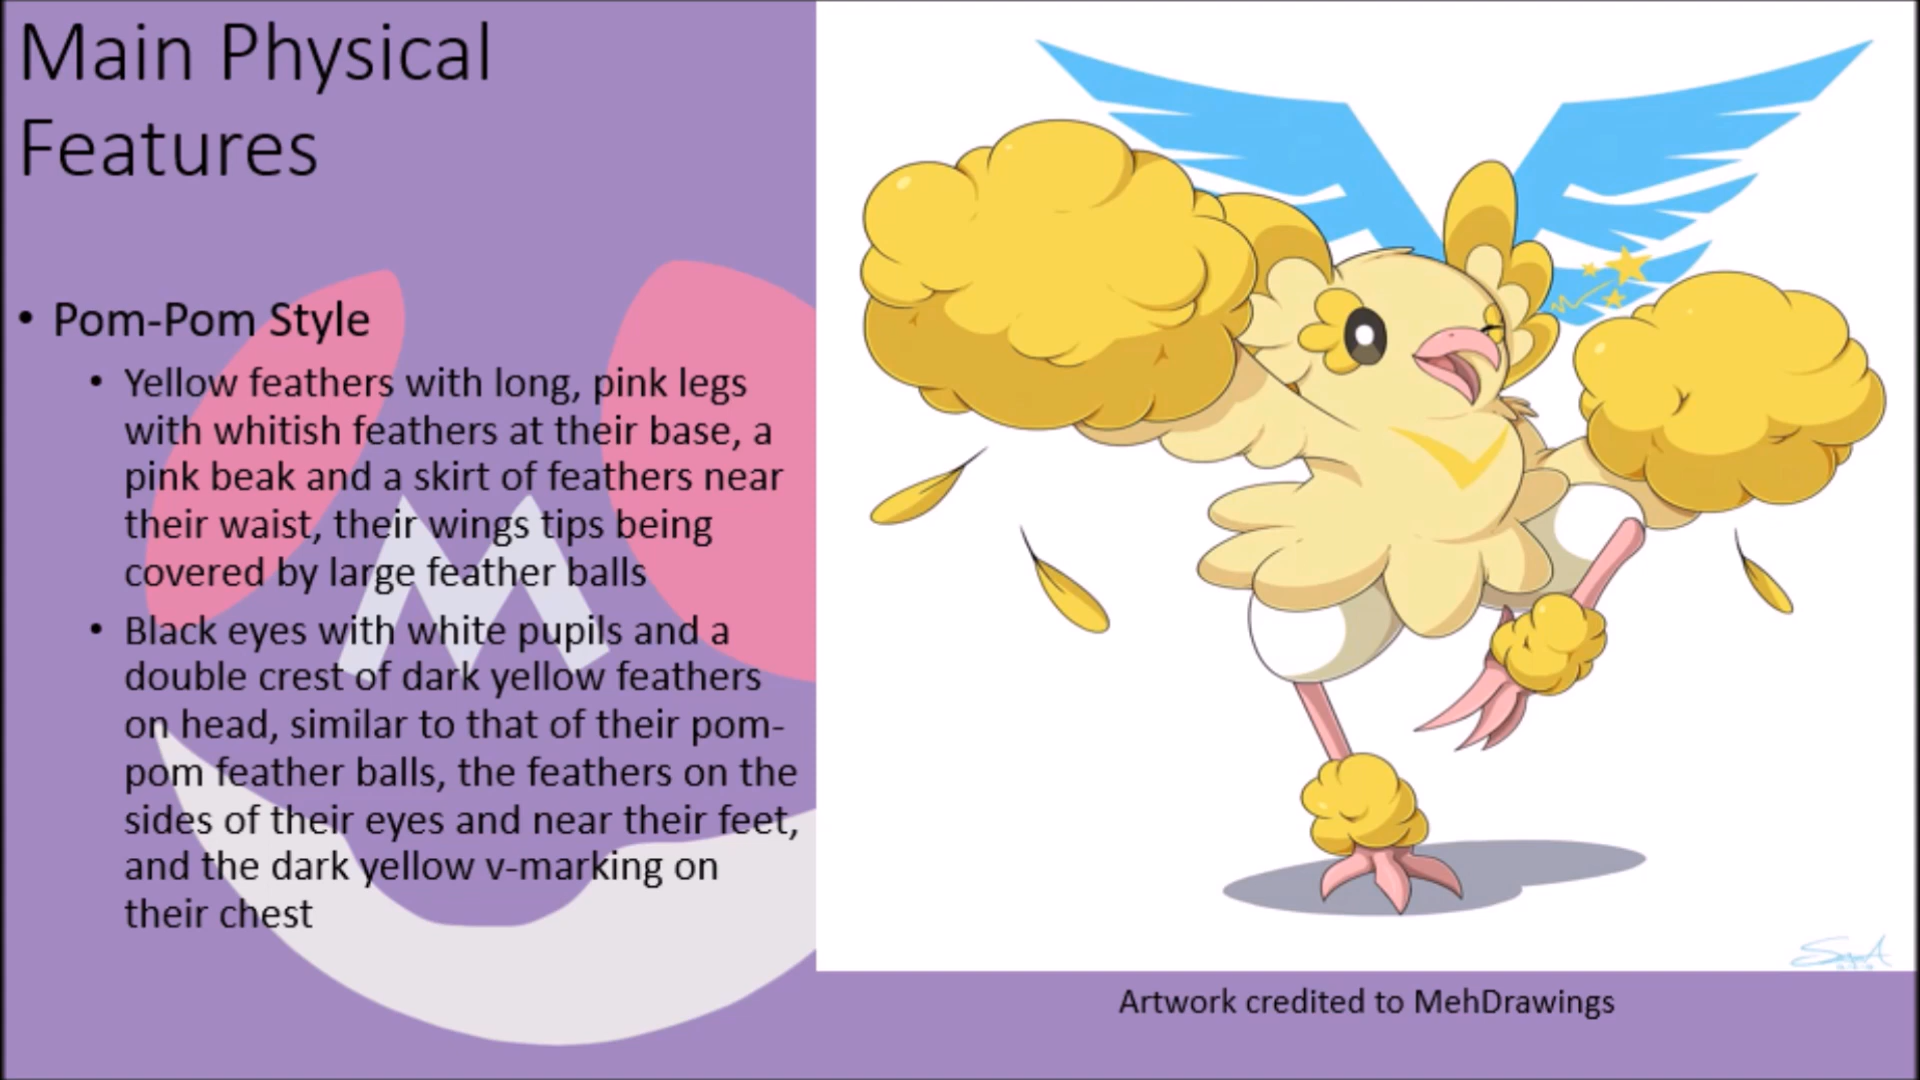 Main Physical
Features
• Pom-Pom Style
• Yellow feathers with long, pink legs
with whitish feathers at their base, a
pink beak and a skirt of feathers near
their waist, their wings tips being
covered by large feather balls
• Black eyes with white pupils and a
double crest of dark yellow feathers
on head, similar to that of their pom-
pom feather balls, the feathers on the
sides of their eyes and near their feet,
and the dark yellow v-marking on
their chest
M
Artwork credited to MehDrawings